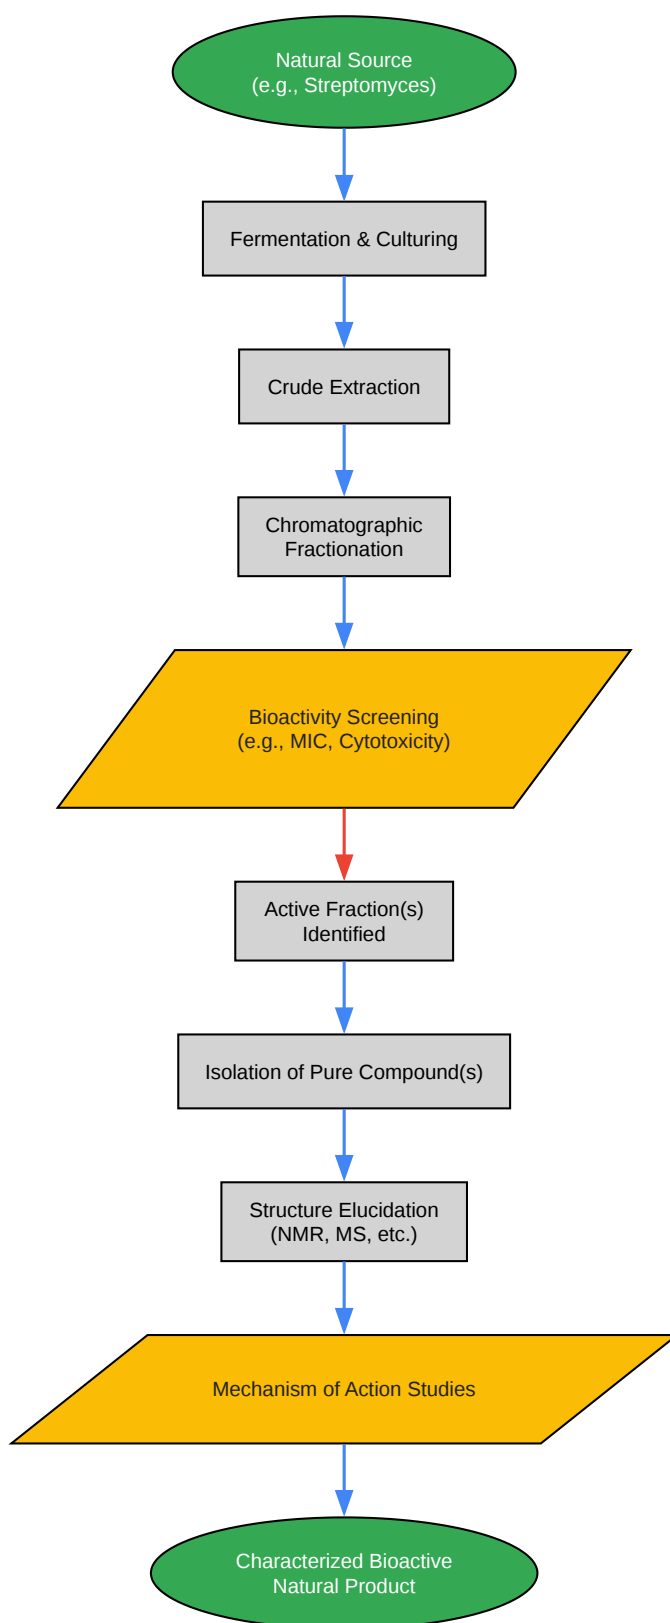 Natural Source
(e.g., Streptomyces)
Fermentation & Culturing
Crude Extraction
Chromatographic
Fractionation
Bioactivity Screening
(e.g., MIC, Cytotoxicity)
Active Fraction(s)
Identified
Isolation of Pure Compound(s)
Structure Elucidation
(NMR, MS, etc.)
Mechanism of Action Studies
Characterized Bioactive
Natural Product